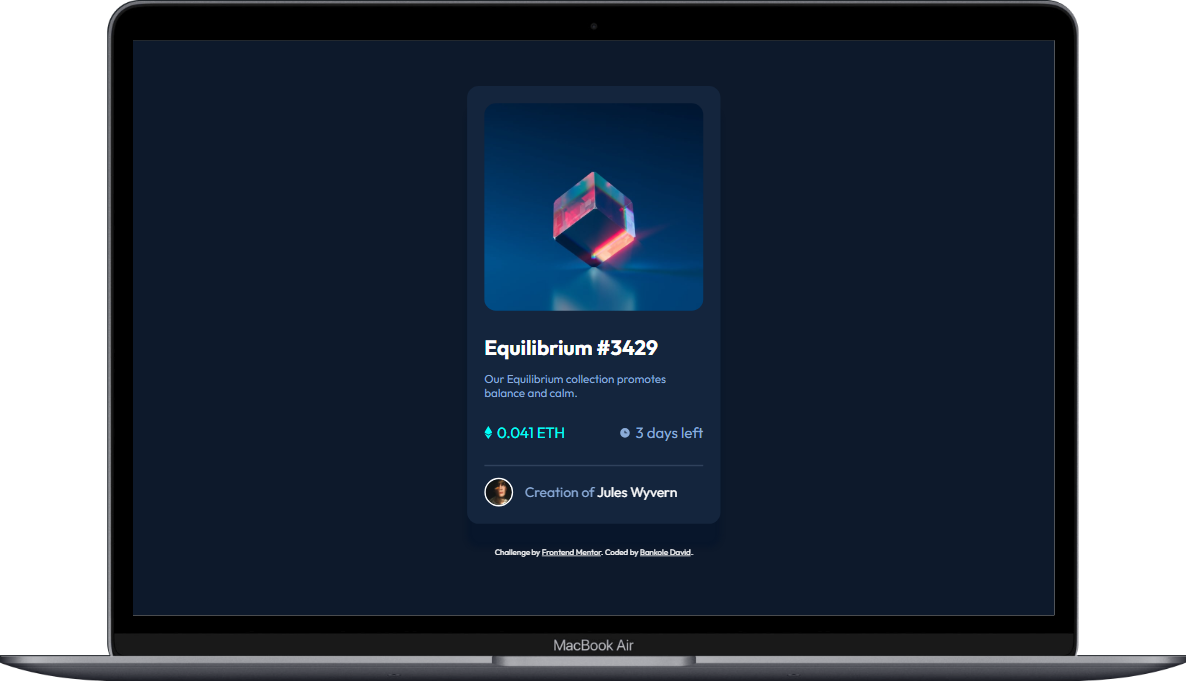 Equilibrium #3429
Our Equilibrium collection promotes
balance and calm.
0.041 ETH
3 days left
Creation of Jules Wyvern
Challenge by Frontend Mentor. Coded by Bankole David.
MacBook Air